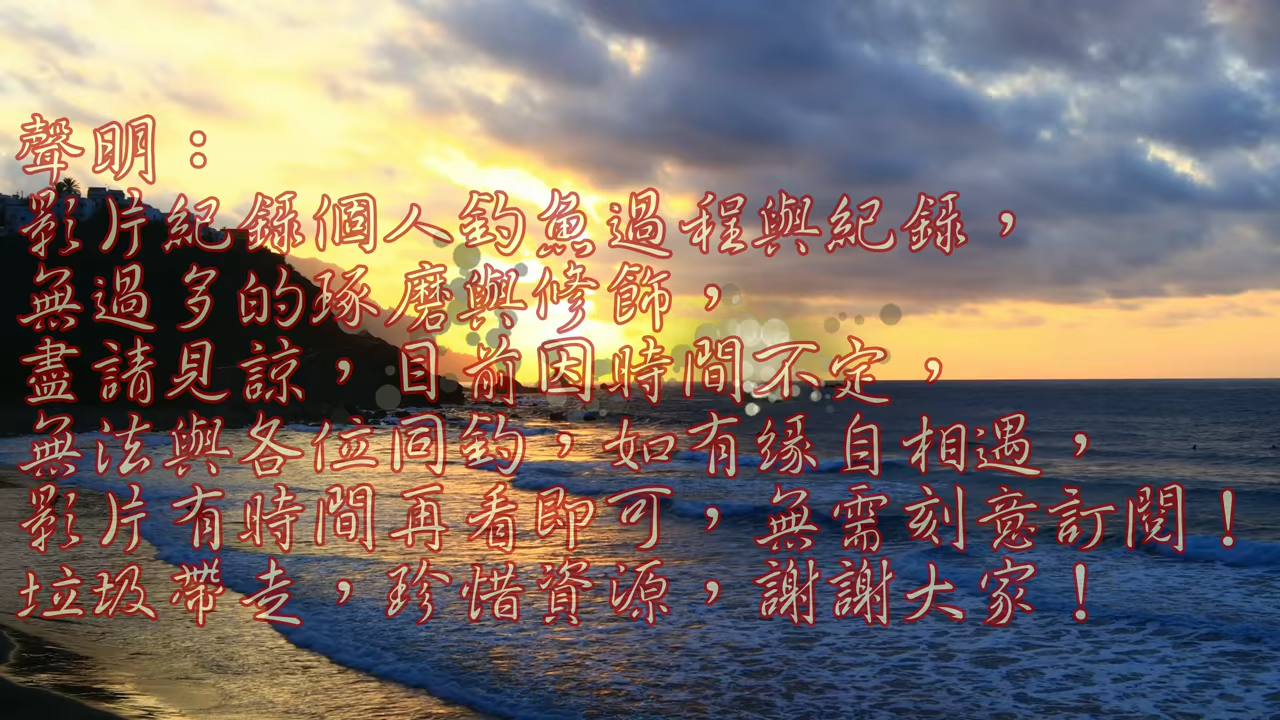 聲明：
影片紀錄個人釣魚過程與紀錄，
無過多的琢磨與修飾，
盡請見諒，目前因時間不定，
無法與各位同釣，如有緣自相遇，
影片有時間再看即可，無需刻意訂閱！
垃圾帶走，珍惜資源，謝謝大家！